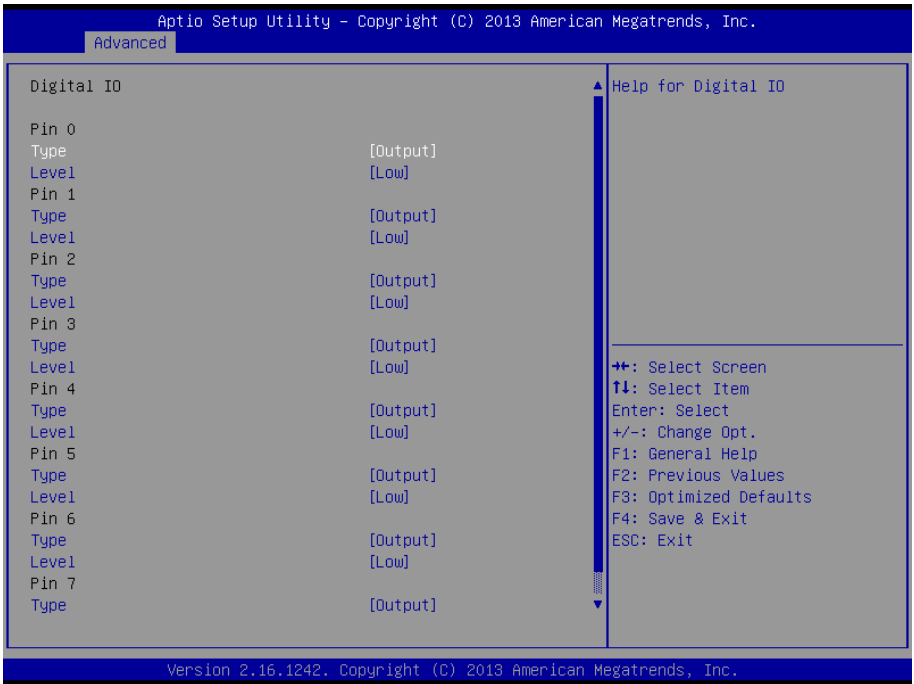 Aptio Setup Utility – Copyright (C) 2013 American Megatrends, Inc.
Advanced
Digital IO
Pin 0
Type [Output]
Level [Low]
Pin 1
Type [Output]
Level [Low]
Pin 2
Type [Output]
Level [Low]
Pin 3
Type [Output]
Level [Low]
Pin 4
Type [Output]
Level [Low]
Pin 5
Type [Output]
Level [Low]
Pin 6
Type [Output]
Level [Low]
Pin 7
Type [Output]
Help for Digital IO
→←: Select Screen
↑↓: Select Item
Enter: Select
+/-: Change Opt.
F1: General Help
F2: Previous Values
F3: Optimized Defaults
F4: Save & Exit
ESC: Exit
Version 2.16.1242. Copyright (C) 2013 American Megatrends, Inc.